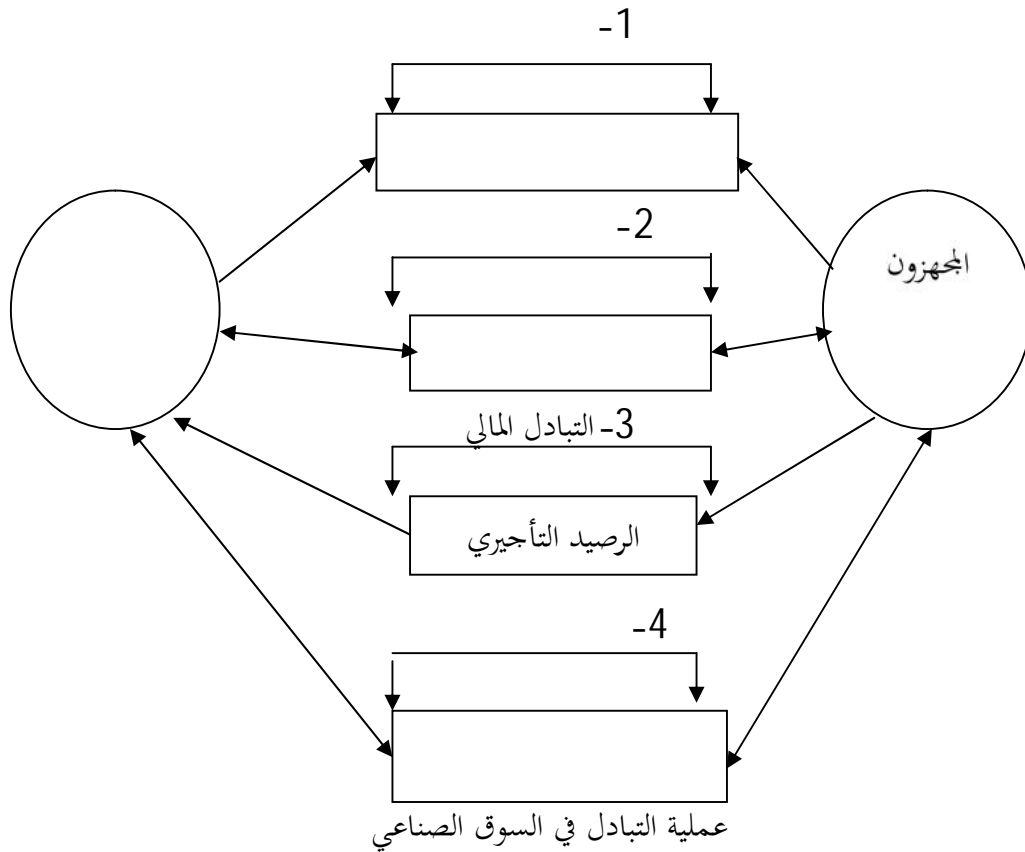 1-
2-
المجهزون
3- التبادل المالي
الرصيد التأجيري
4-
عملية التبادل في السوق الصناعي